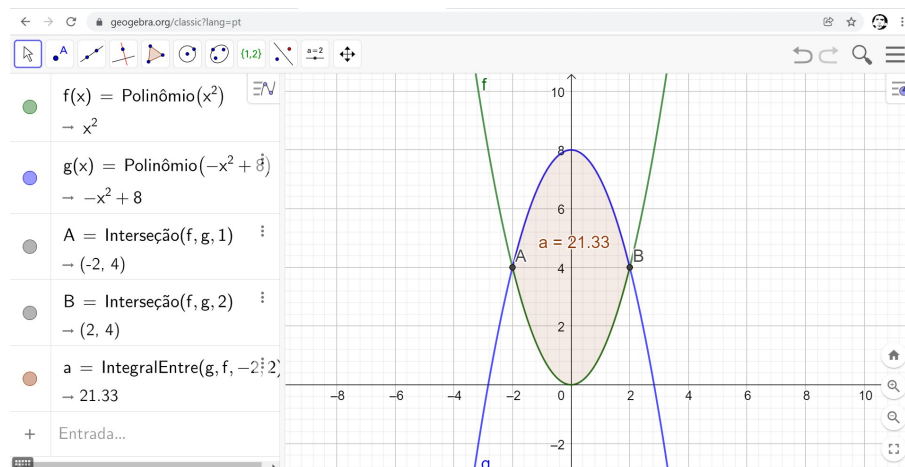 geogebra.org/classic?lang=pt
A
{1,2}
a=2
f(x) = Polinômio(x²)
→ x²
g(x) = Polinômio(−x² + 8)
→ −x² + 8
A = Interseção(f, g, 1)
→ (-2, 4)
B = Interseção(f, g, 2)
→ (2, 4)
a = IntegralEntre(g, f, −2, 2)
→ 21.33
+ Entrada...
f
10
8
6
a = 21.33
A
B
4
2
−8 −6 −4 −2 0 2 4 6 8 10
−2
g